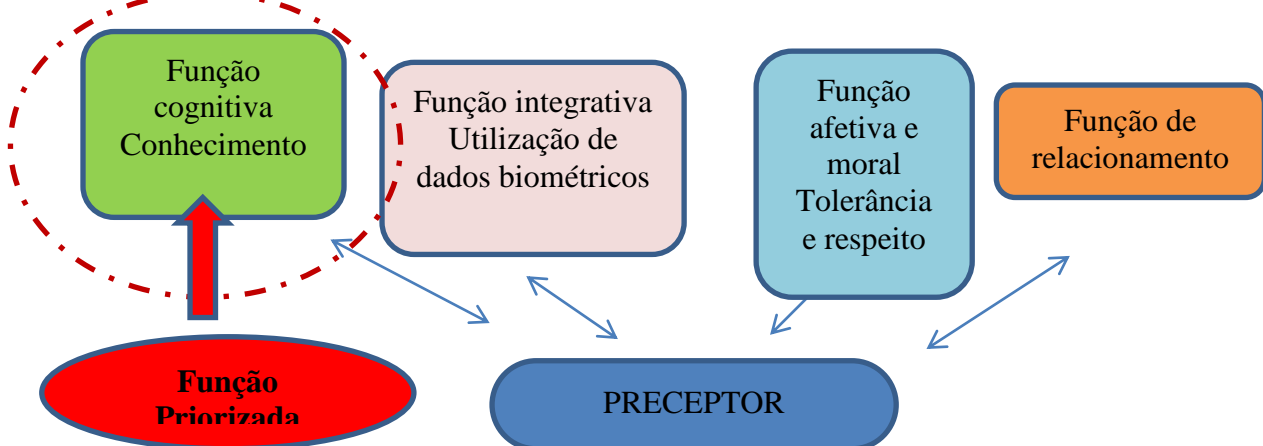 Função
cognitiva
Conhecimento
Função integrativa
Utilização de
dados biométricos
Função
afetiva e
moral
Tolerância
e respeito
Função de
relacionamento
Função
Priorizada
PRECEPTOR